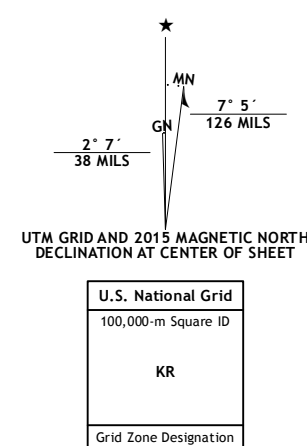 ★
MN
GN
7° 5´
126 MILS
2° 7´
38 MILS
UTM GRID AND 2015 MAGNETIC NORTH
DECLINATION AT CENTER OF SHEET
U.S. National Grid
100,000-m Square ID
KR
Grid Zone Designation